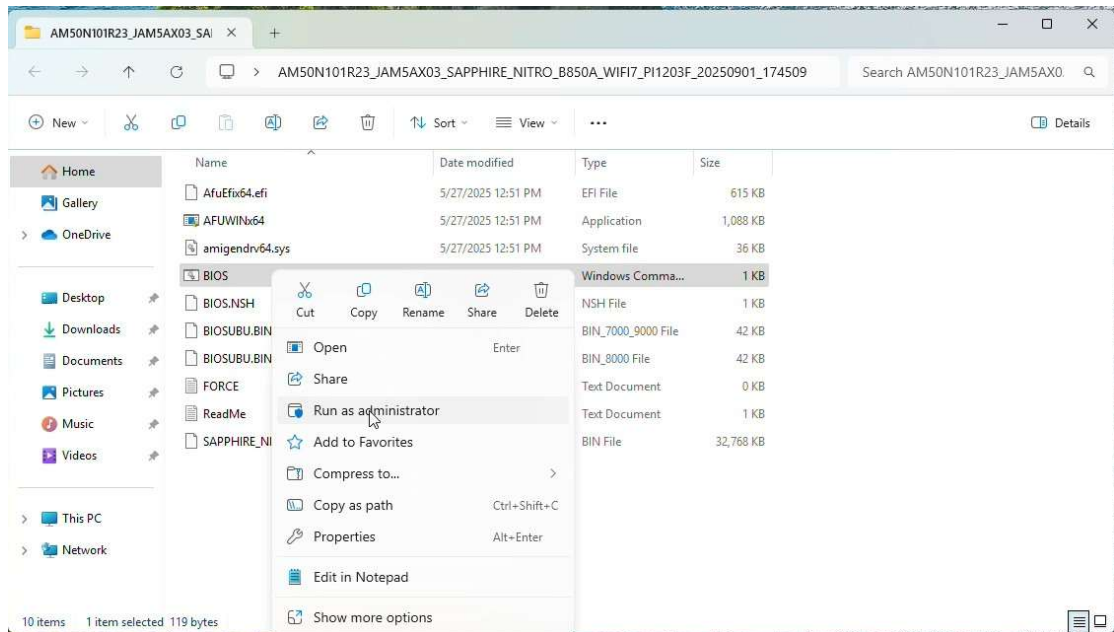 AM50N101R23_JAM5AX03_SAI
AM50N101R23_JAM5AX03_SAPPHIRE_NITRO_B850A_WIFI7_PI1203F_20250901_174509
Search AM50N101R23_JAM5AX0
New
Sort
View
Details
Home
Gallery
OneDrive
Desktop
Downloads
Documents
Pictures
Music
Videos
This PC
Network
Name Date modified Type Size
AfuEfix64.efi 5/27/2025 12:51 PM EFI File 615 KB
AFUWINx64 5/27/2025 12:51 PM Application 1,088 KB
amigendrv64.sys 5/27/2025 12:51 PM System file 36 KB
BIOS Windows Comma... 1 KB
BIOS.NSH NSH File 1 KB
BIOSUBU.BIN BIN_7000_9000 File 42 KB
BIOSUBU.BIN BIN_8000 File 42 KB
FORCE Text Document 0 KB
ReadMe Text Document 1 KB
SAPPHIRE_NI BIN File 32,768 KB
Cut Copy Rename Share Delete
Open Enter
Share
Run as administrator
Add to Favorites
Compress to...
Copy as path Ctrl+Shift+C
Properties Alt+Enter
Edit in Notepad
Show more options
10 items 1 item selected 119 bytes